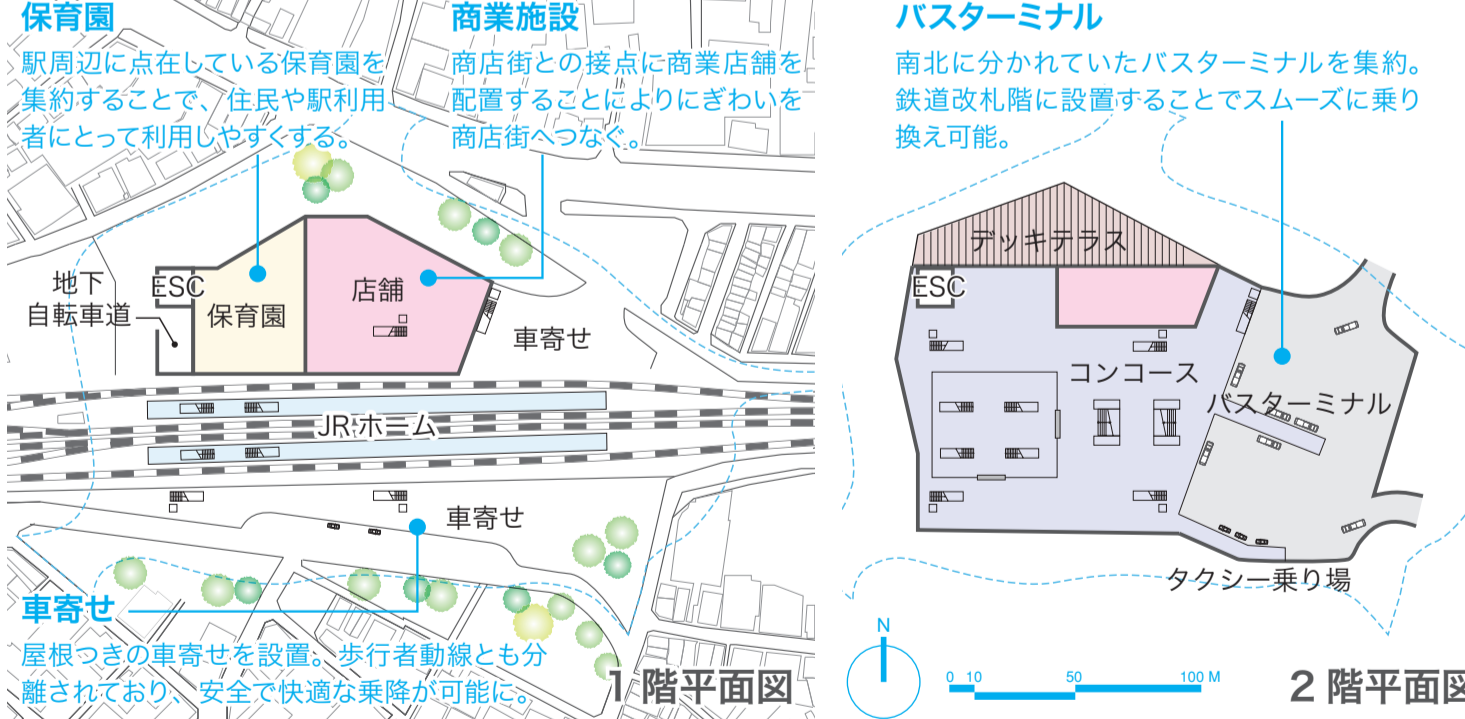 保育園
駅周辺に点在している保育園を
集約することで、住民や駅利用
者にとって利用しやすくする。
商業施設
商店街との接点に商業店舗を
配置することによりにぎわいを
商店街へつなぐ。
地下
自転車道
ESC
保育園
店舗
車寄せ
JRホーム
車寄せ
車寄せ
屋根つきの車寄せを設置。歩行者動線とも分
離されており、安全で快適な乗降が可能に。
1階平面図
バスターミナル
南北に分かれていたバスターミナルを集約。
鉄道改札階に設置することでスムーズに乗り
換え可能。
デッキテラス
ESC
コンコース
バスターミナル
タクシー乗り場
N
0 10 50 100 M
2階平面図